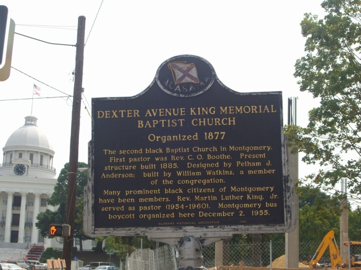 ALABAMA
DEXTER AVENUE KING MEMORIAL
BAPTIST CHURCH
Organized 1877
The second black Baptist Church in Montgomery.
First pastor was Rev. C. O. Boothe. Present
structure built 1885. Designed by Pelham J.
Anderson; built by William Watkins, a member
of the congregation.
Many prominent black citizens of Montgomery
have been members. Rev. Martin Luther King, Jr.
served as pastor (1954-1960). Montgomery bus
boycott organized here December 2, 1955.